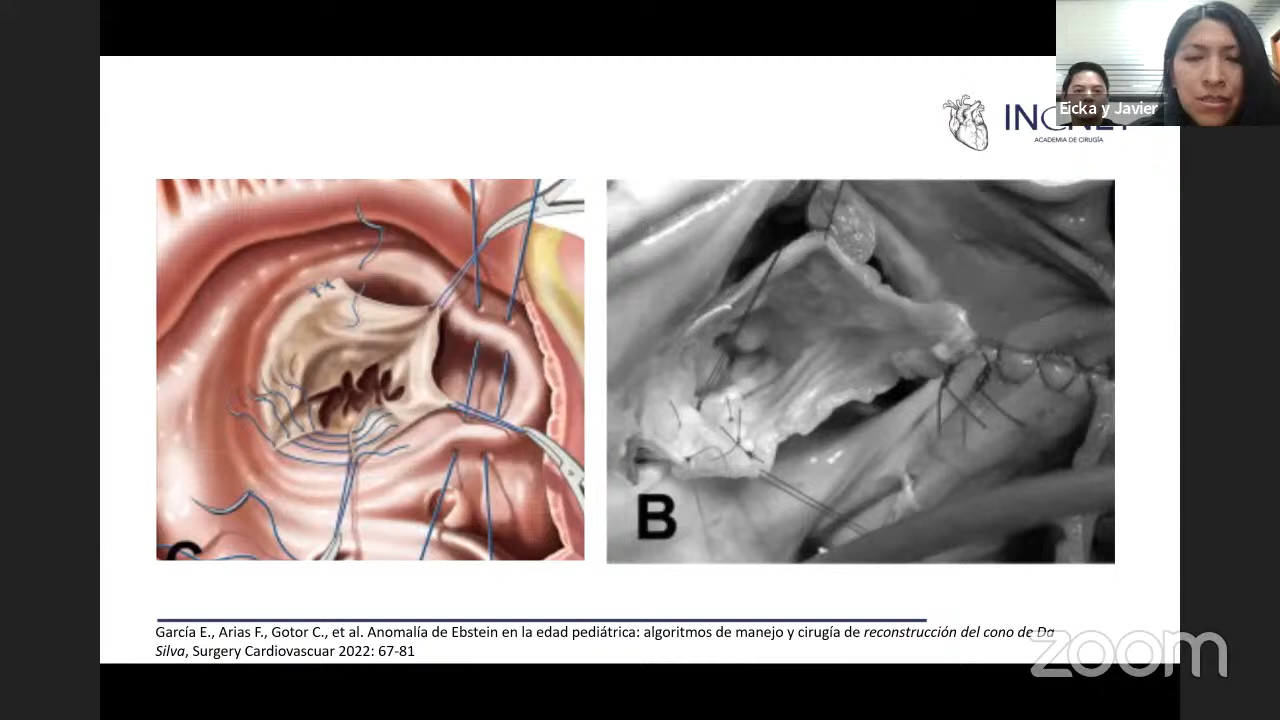 Eicka y Javier
ACADEMIA DE CIRUGÍA
C
B
García E., Arias F., Gotor C., et al. Anomalía de Ebstein en la edad pediátrica: algoritmos de manejo y cirugía de reconstrucción del cono de Da
Silva, Surgery Cardiovascuar 2022: 67-81
zoom